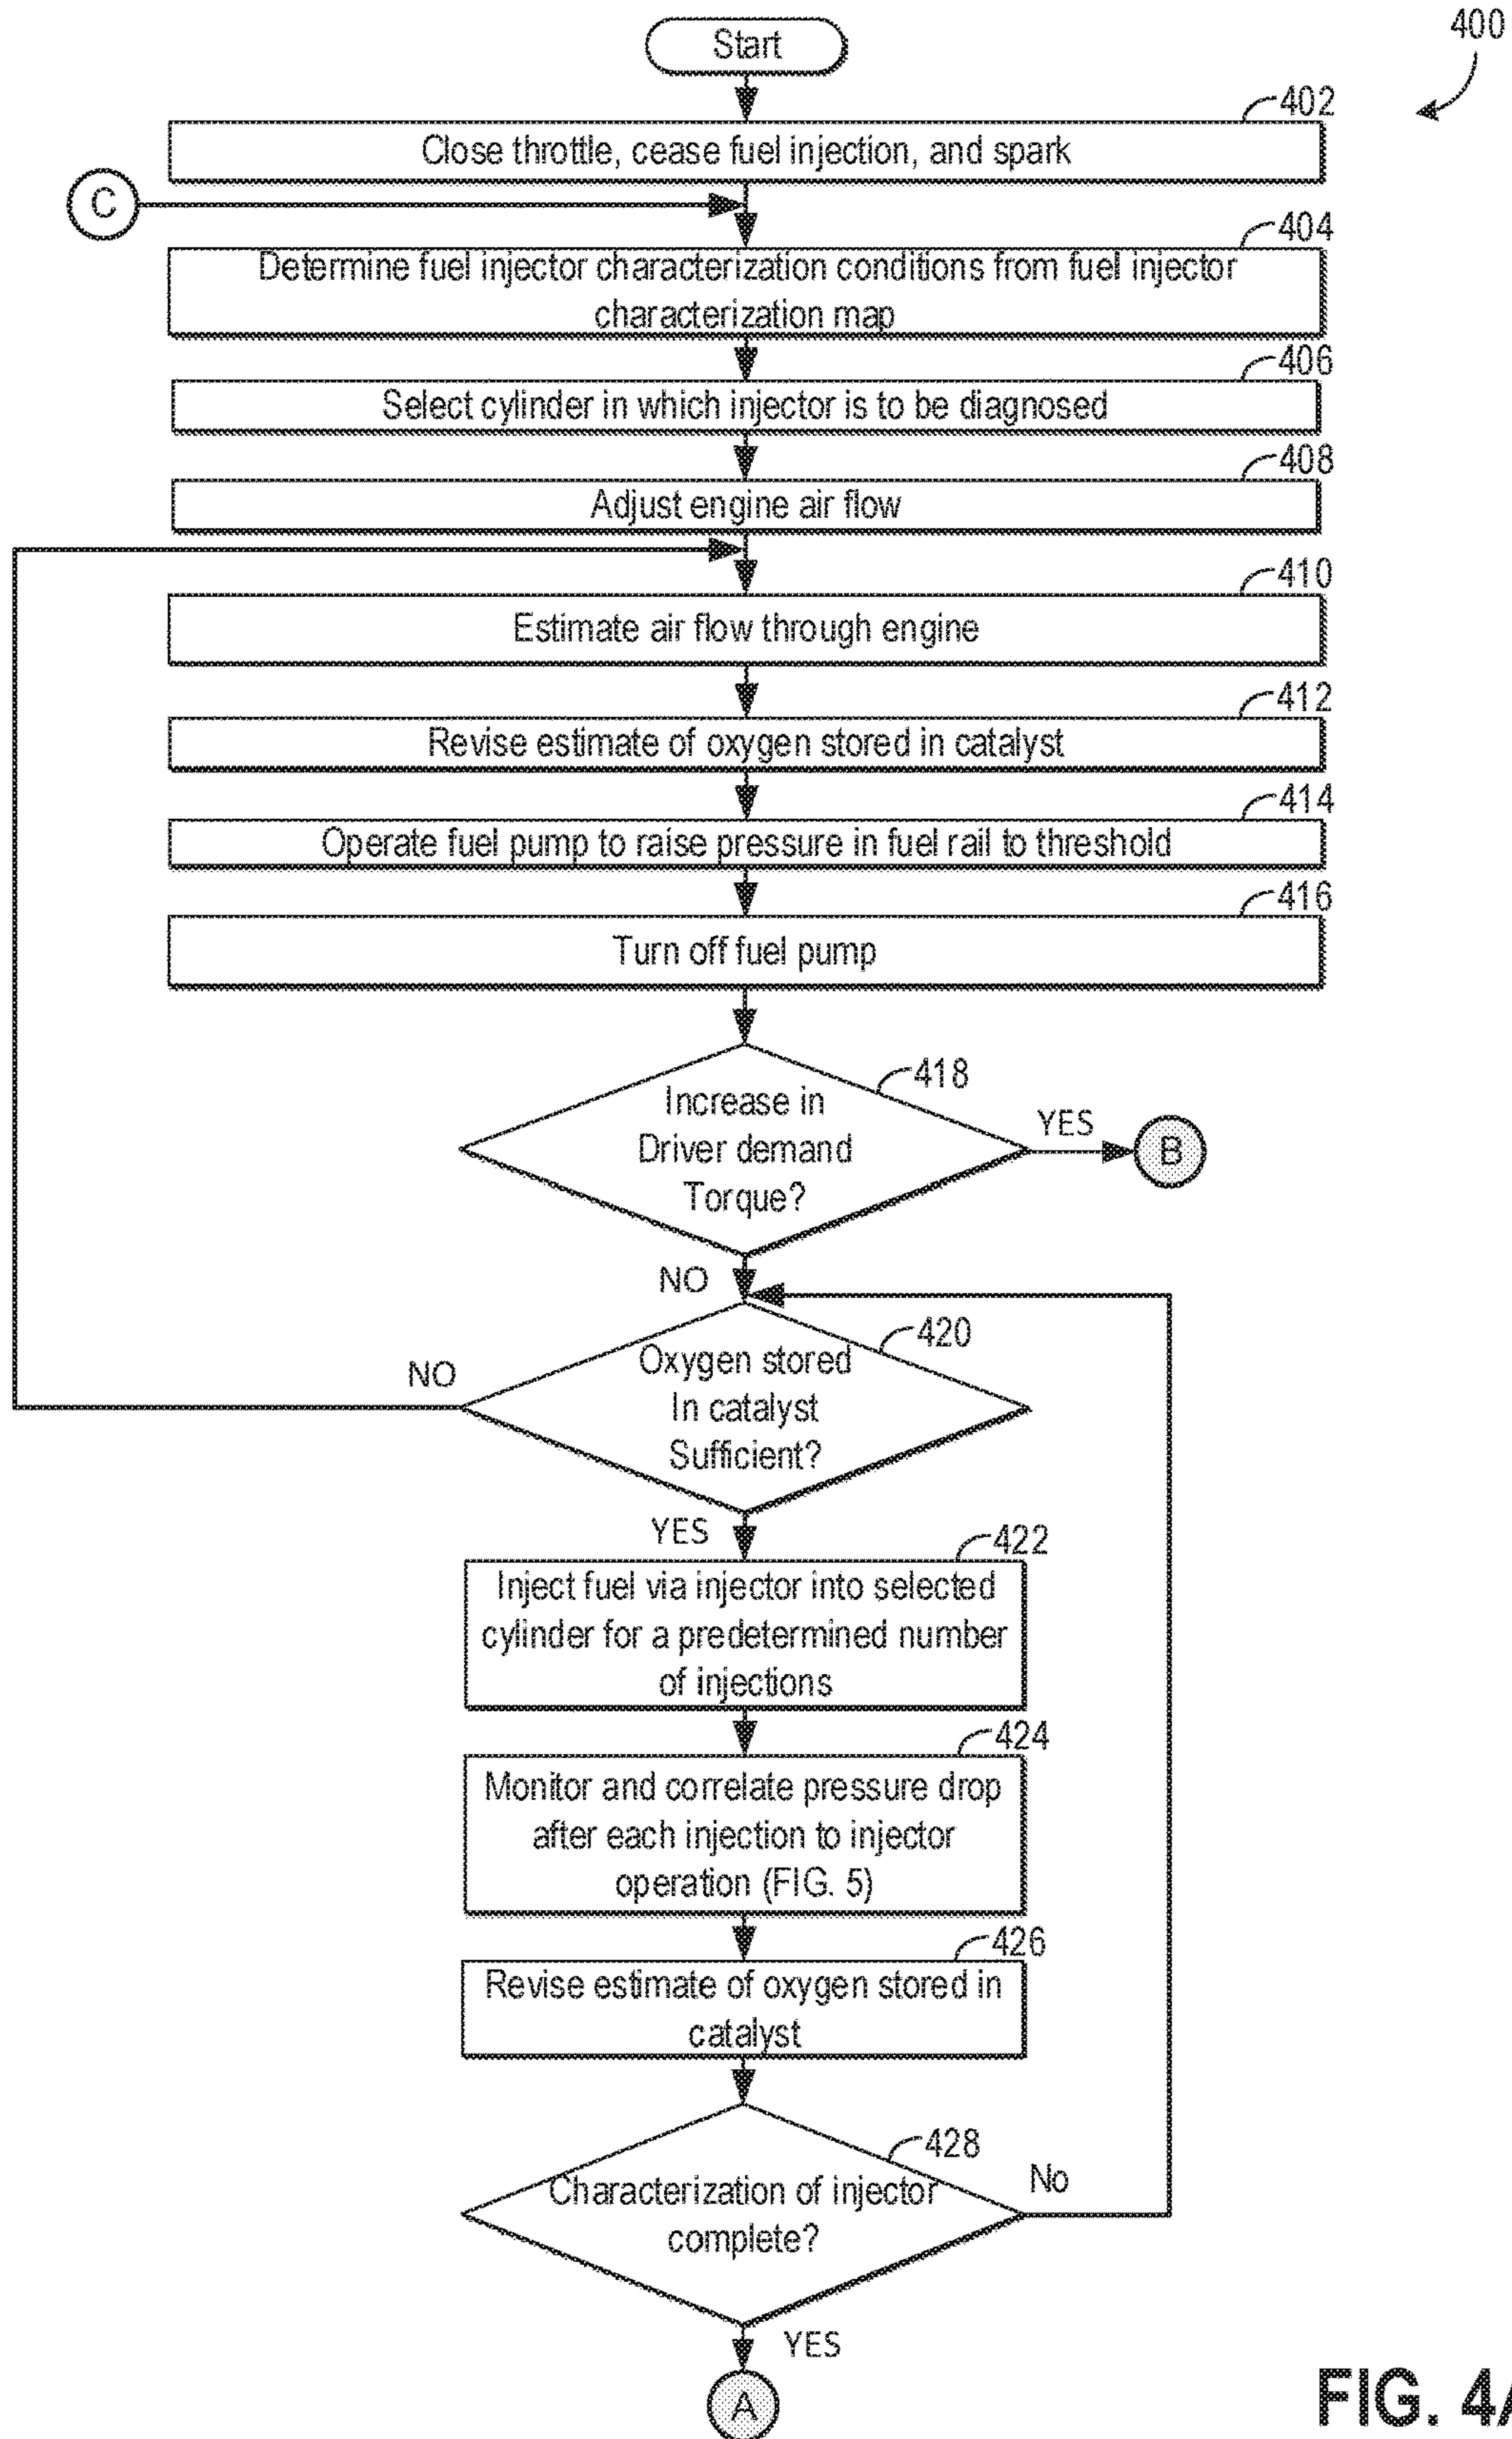 400
Start
402
Close throttle, cease fuel injection, and spark
C
404
Determine fuel injector characterization conditions from fuel injector
characterization map
406
Select cylinder in which injector is to be diagnosed
408
Adjust engine air flow
410
Estimate air flow through engine
412
Revise estimate of oxygen stored in catalyst
414
Operate fuel pump to raise pressure in fuel rail to threshold
416
Turn off fuel pump
418
Increase in
Driver demand
Torque?
YES
B
NO
420
Oxygen stored
In catalyst
Sufficient?
NO
YES
422
Inject fuel via injector into selected
cylinder for a predetermined number
of injections
424
Monitor and correlate pressure drop
after each injection to injector
operation (FIG. 5)
426
Revise estimate of oxygen stored in
catalyst
428
Characterization of injector
complete?
No
YES
A
FIG. 4A